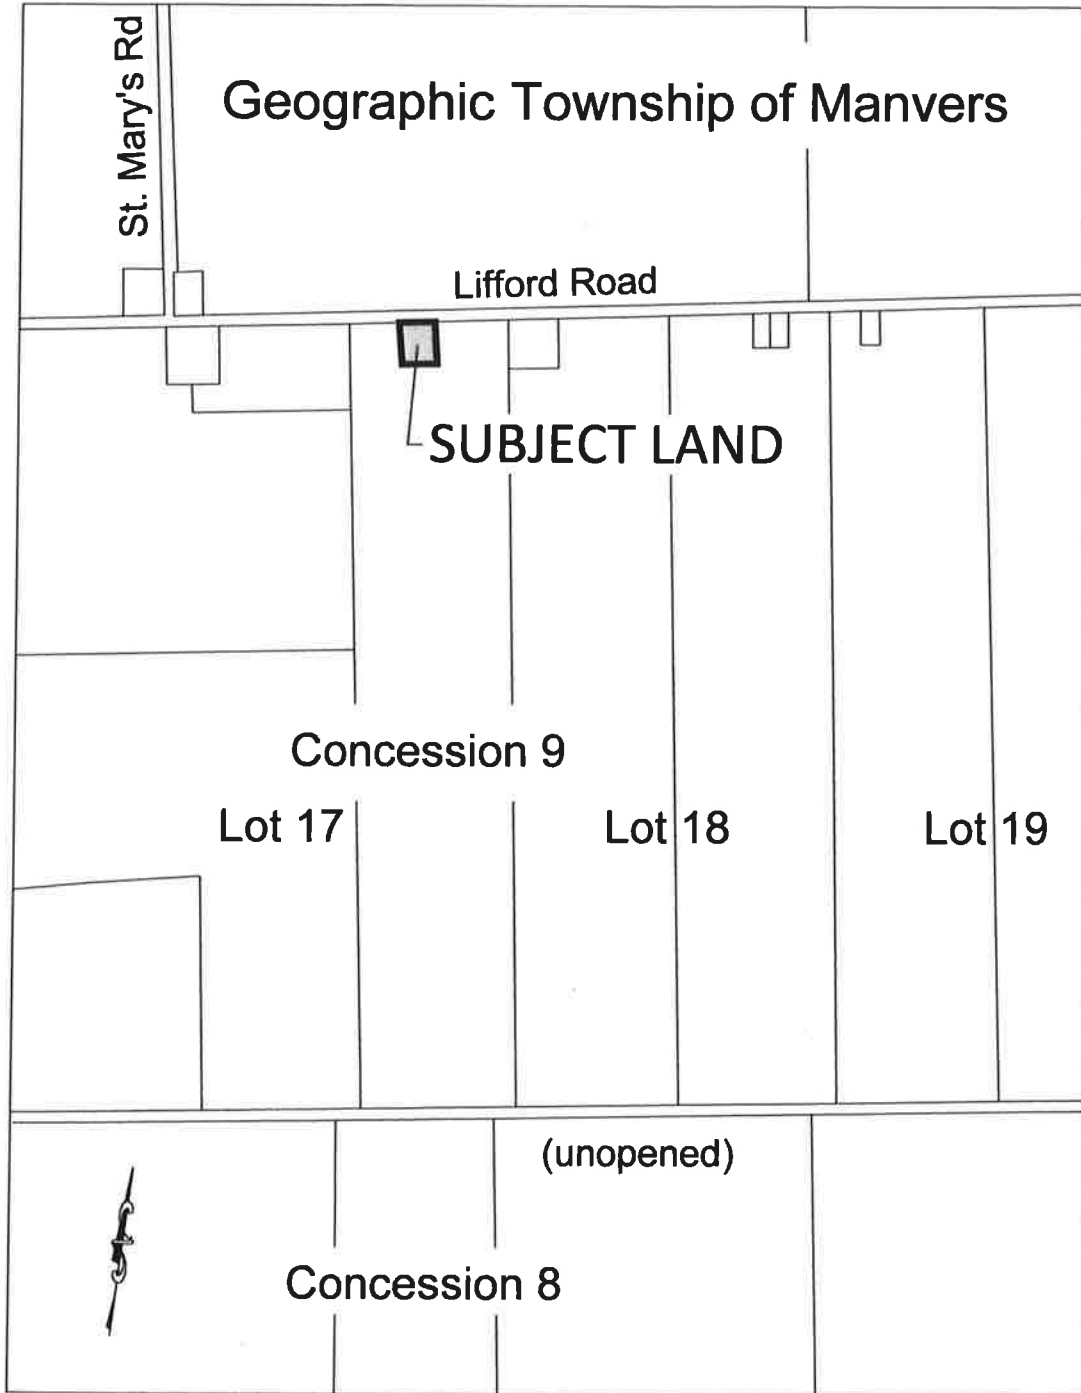 St. Mary's Rd
Geographic Township of Manvers
Lifford Road
SUBJECT LAND
Concession 9
Lot 17
Lot 18
Lot 19
(unopened)
Concession 8